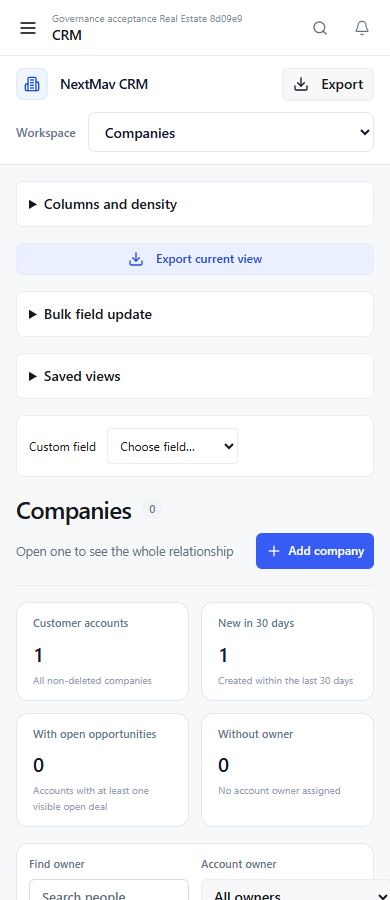 Governance acceptance Real Estate 8d09e9
CRM
NextMav CRM
Export
Workspace
Companies
Columns and density
Export current view
Bulk field update
Saved views
Custom field
Choose field...
Companies
0
Open one to see the whole relationship
Add company
Customer accounts
1
All non-deleted companies
New in 30 days
1
Created within the last 30 days
With open opportunities
0
Accounts with at least one
visible open deal
Without owner
0
No account owner assigned
Find owner
Account owner
Search people
All owners